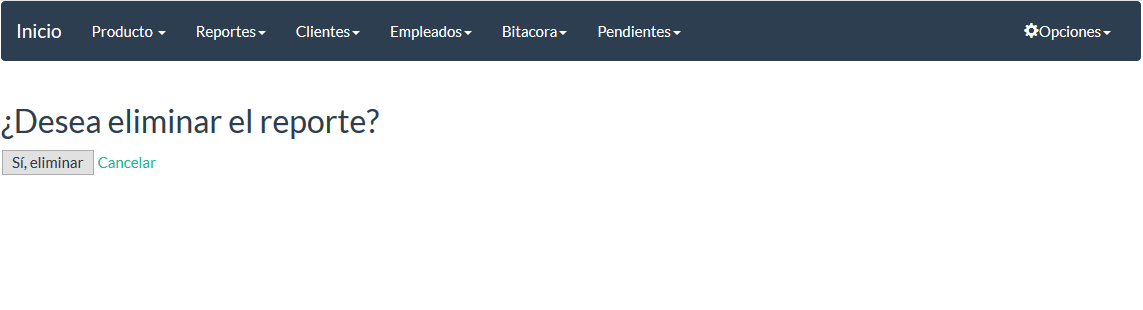 Inicio Producto Reportes Clientes Empleados Bitacora Pendientes Opciones
¿Desea eliminar el reporte?
Sí, eliminar Cancelar